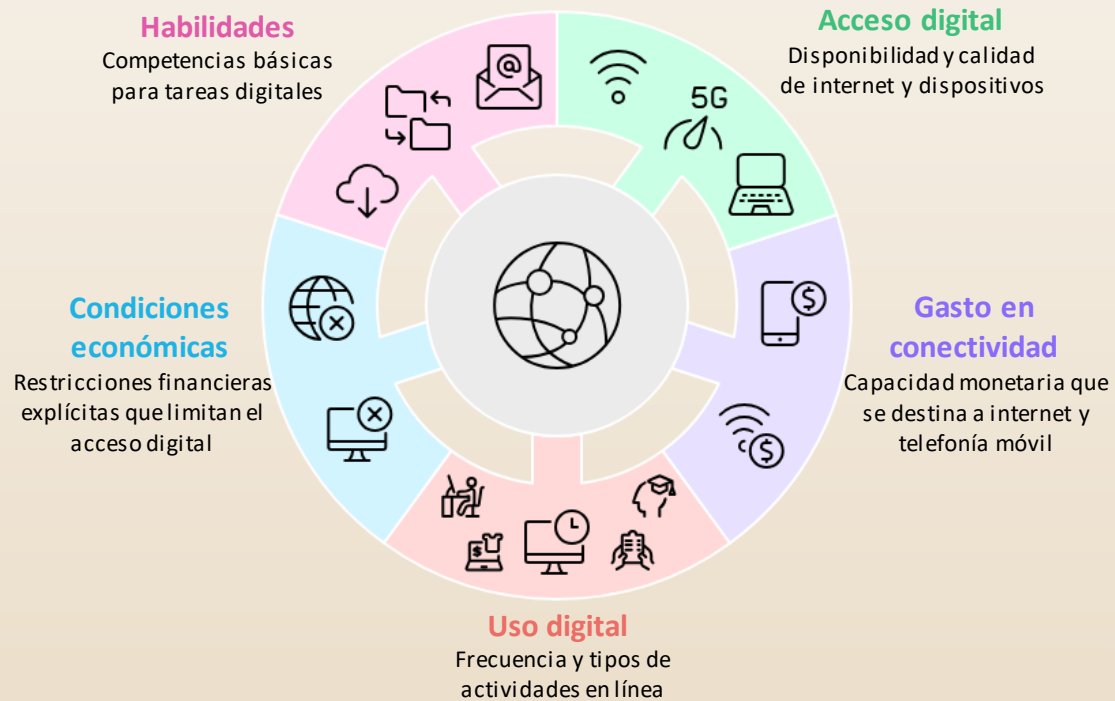 Habilidades
Competencias básicas
para tareas digitales
@
Acceso digital
Disponibilidad y calidad
de internet y dispositivos
5G
Condiciones
económicas
Restricciones financieras
explícitas que limitan el
acceso digital
$
Gasto en
conectividad
Capacidad monetaria que
se destina a internet y
telefonía móvil
$
$
Uso digital
Frecuencia y tipos de
actividades en línea